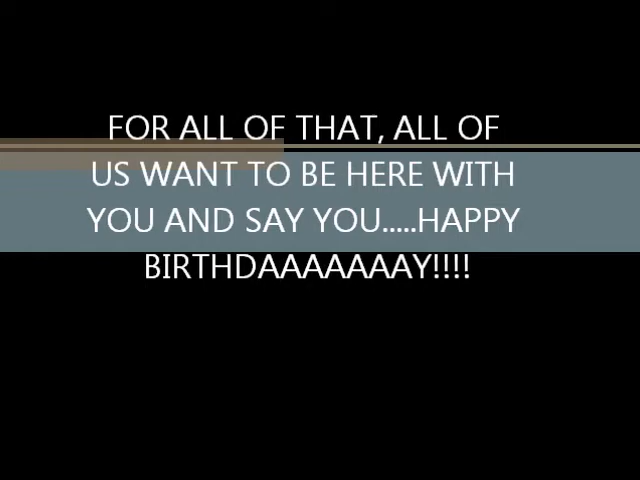 FOR ALL OF THAT, ALL OF
US WANT TO BE HERE WITH
YOU AND SAY YOU.....HAPPY
BIRTHDAAAAAAAY!!!!